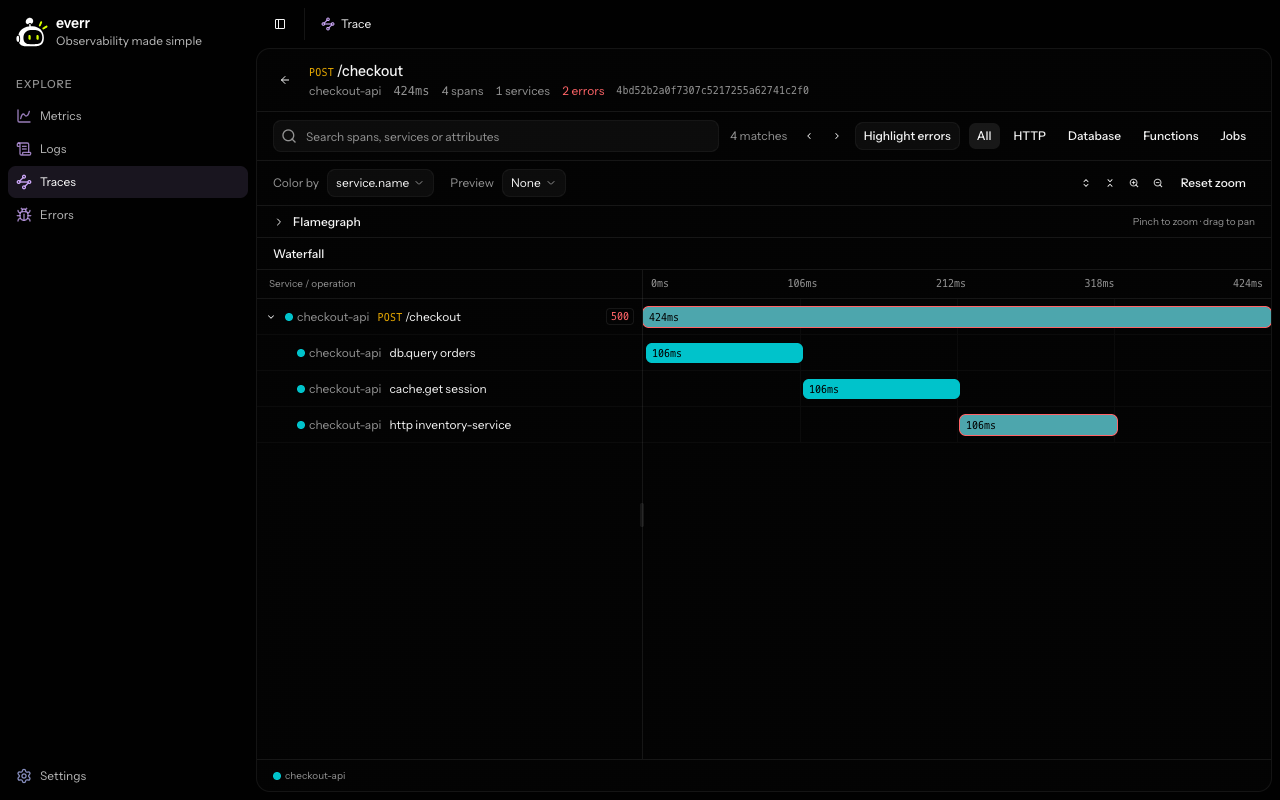 everr
Observability made simple
Trace
EXPLORE
Metrics
Logs
Traces
Errors
Settings
POST /checkout
checkout-api 424ms 4 spans 1 services 2 errors 4bd52b2a0f7307c5217255a62741c2f0
Search spans, services or attributes 4 matches Highlight errors All HTTP Database Functions Jobs
Color by service.name Preview None Reset zoom
Flamegraph Pinch to zoom · drag to pan
Waterfall
Service / operation 0ms 106ms 212ms 318ms 424ms
checkout-api POST /checkout 500 424ms
checkout-api db.query orders 106ms
checkout-api cache.get session 106ms
checkout-api http inventory-service 106ms
checkout-api